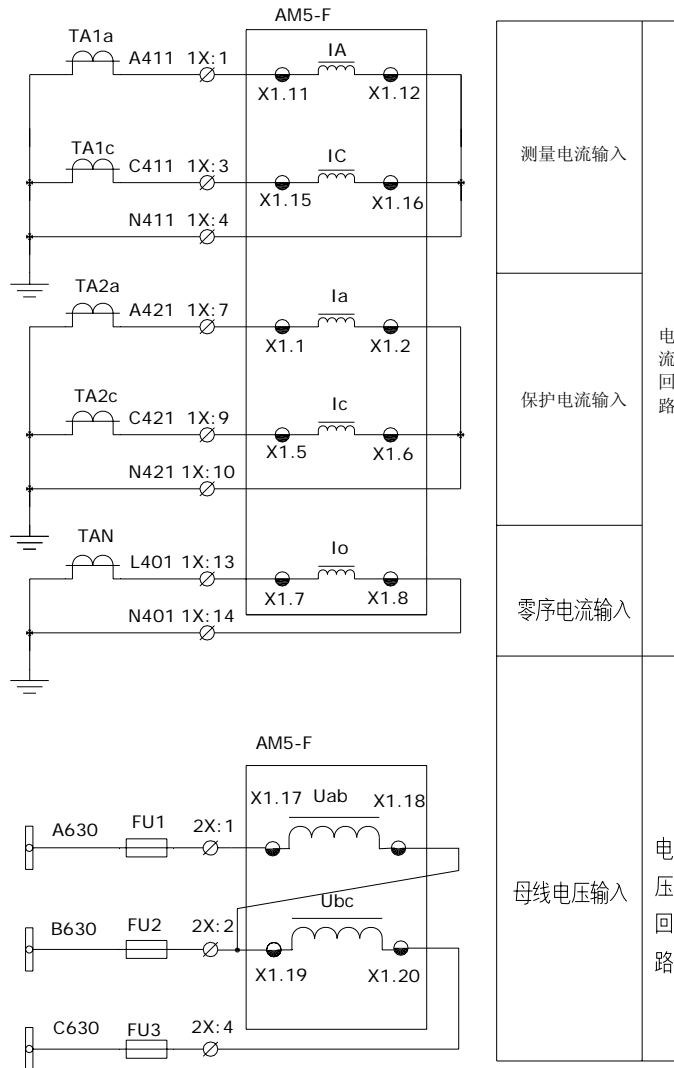 AM5-F
TA1a A411 1X:1 IA
X1.11 X1.12
TA1c C411 1X:3 IC
X1.15 X1.16
N411 1X:4
测量电流输入
TA2a A421 1X:7 Ia
X1.1 X1.2
TA2c C421 1X:9 Ic
X1.5 X1.6
N421 1X:10
保护电流输入
电
流
回
路
TAN L401 1X:13 Io
X1.7 X1.8
N401 1X:14
零序电流输入
AM5-F
X1.17 Uab X1.18
A630 FU1 2X:1
B630 FU2 2X:2 Ubc
X1.19 X1.20
C630 FU3 2X:4
母线电压输入
电
压
回
路